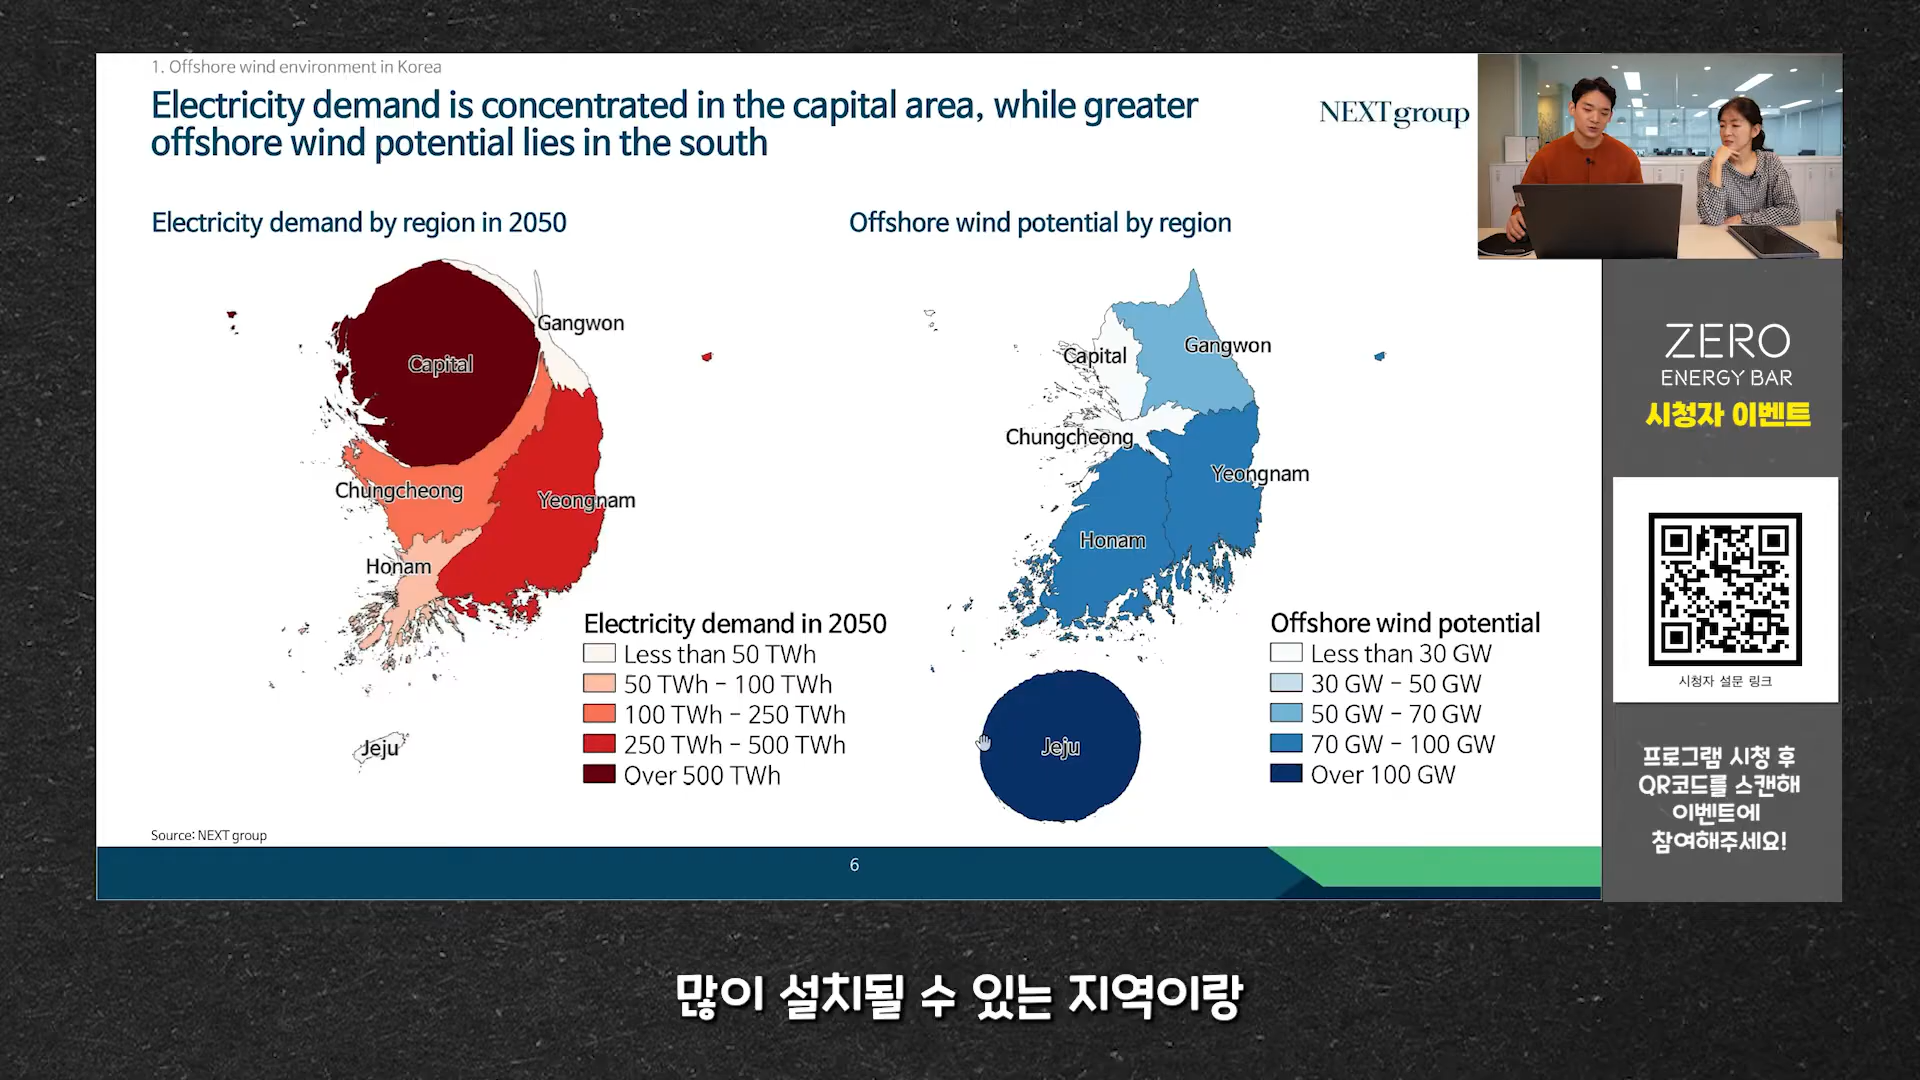 1. Offshore wind environment in Korea
Electricity demand is concentrated in the capital area, while greater
offshore wind potential lies in the south
NEXT group
Electricity demand by region in 2050
Capital
Gangwon
Chungcheong
Yeongnam
Honam
Jeju
Electricity demand in 2050
Less than 50 TWh
50 TWh - 100 TWh
100 TWh - 250 TWh
250 TWh - 500 TWh
Over 500 TWh
Offshore wind potential by region
Capital
Gangwon
Chungcheong
Yeongnam
Honam
Jeju
Offshore wind potential
Less than 30 GW
30 GW - 50 GW
50 GW - 70 GW
70 GW - 100 GW
Over 100 GW
Source: NEXT group
6
ZERO
ENERGY BAR
시청자 이벤트
시청자 설문 링크
프로그램 시청 후
QR코드를 스캔해
이벤트에
참여해주세요!
많이 설치될 수 있는 지역이랑